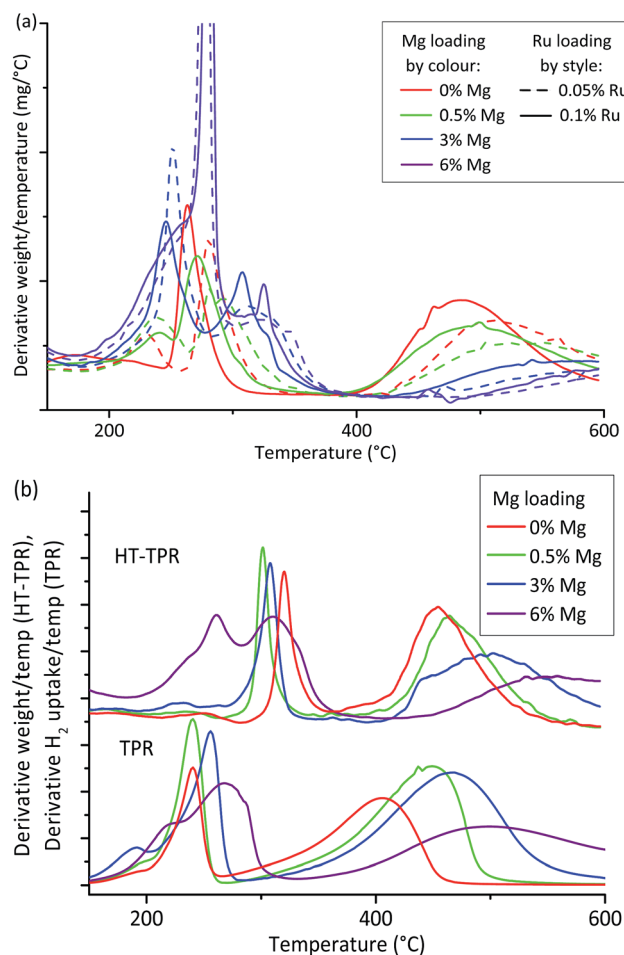 (a)
Derivative weight/temperature (mg/°C)
Mg loading
by colour:
0% Mg
0.5% Mg
3% Mg
6% Mg
Ru loading
by style:
0.05% Ru
0.1% Ru
200
400
600
Temperature (°C)
(b)
Derivative weight/temp (HT-TPR),
Derivative H₂ uptake/temp (TPR)
HT-TPR
TPR
Mg loading
0% Mg
0.5% Mg
3% Mg
6% Mg
200
400
600
Temperature (°C)